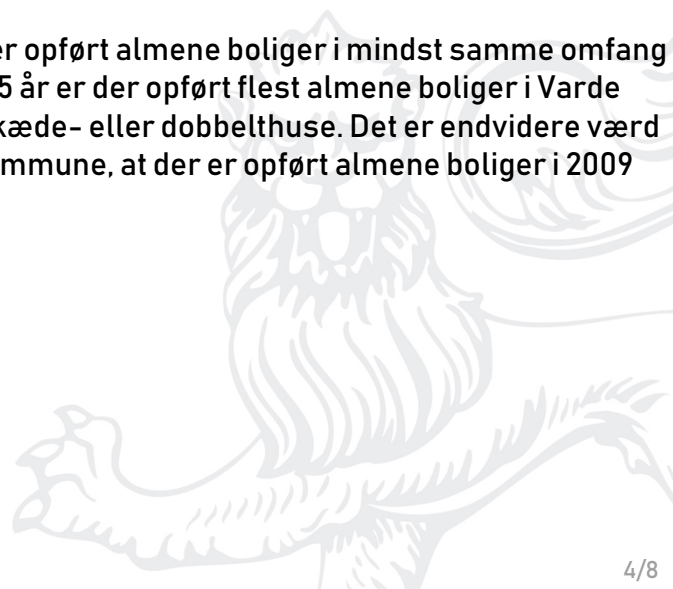 er opført almene boliger i mindst samme omfang
5 år er der opført flest almene boliger i Varde
kæde- eller dobbelthuse. Det er endvidere værd
ommune, at der er opført almene boliger i 2009
4/8